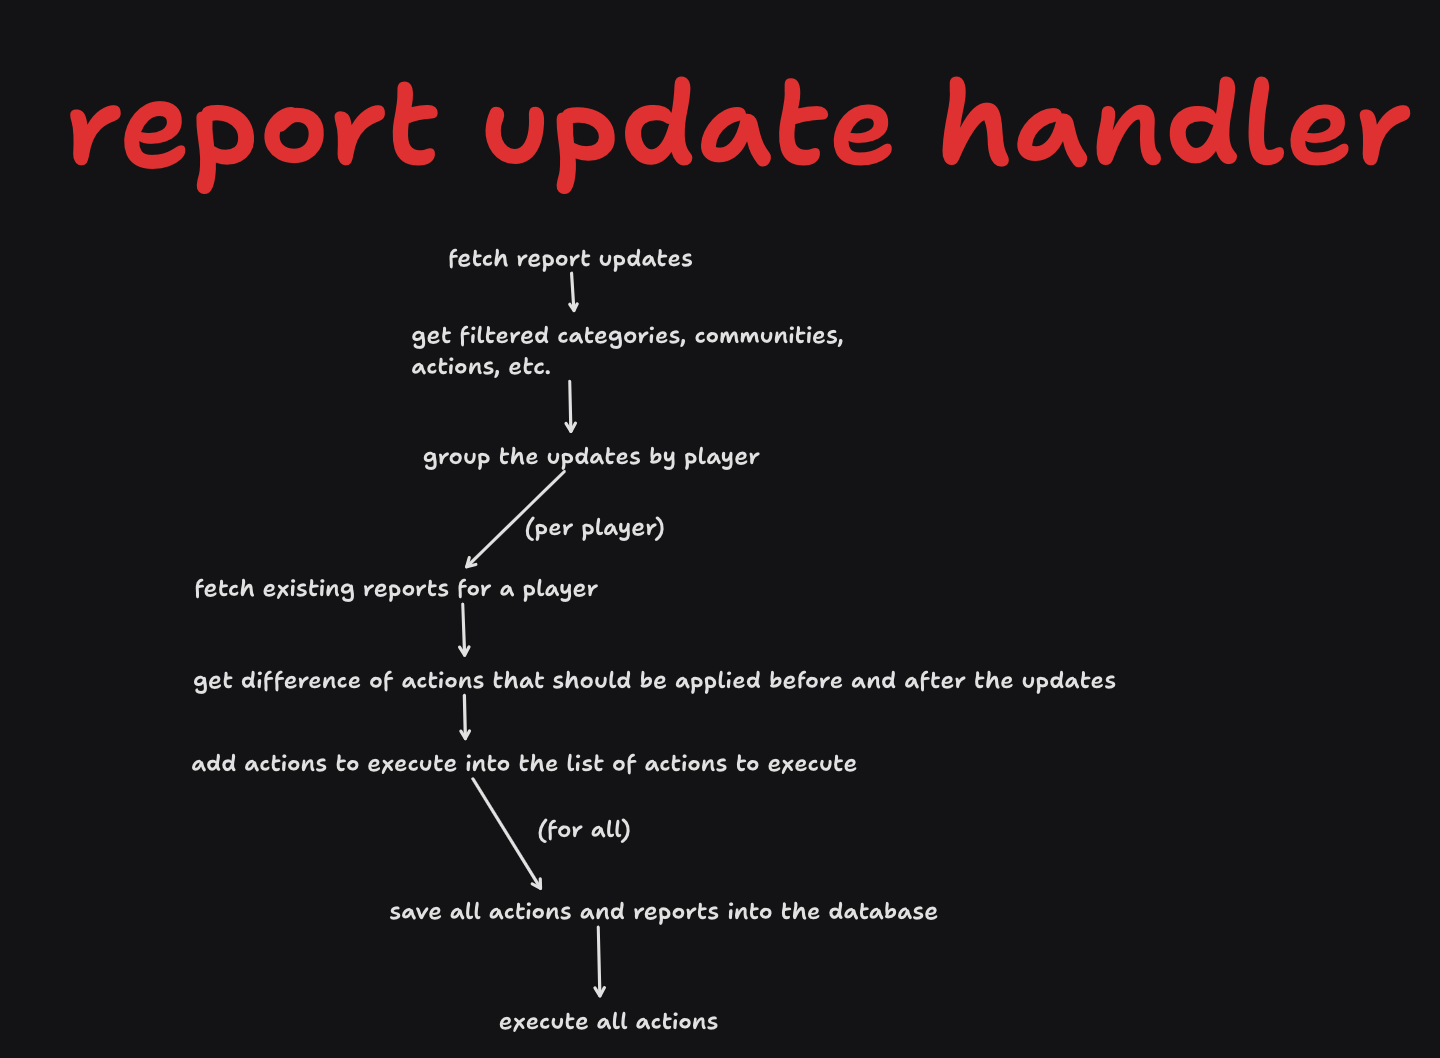 report update handler
fetch report updates
get filtered categories, communities,
actions, etc.
group the updates by player
(per player)
fetch existing reports for a player
get difference of actions that should be applied before and after the updates
add actions to execute into the list of actions to execute
(for all)
save all actions and reports into the database
execute all actions